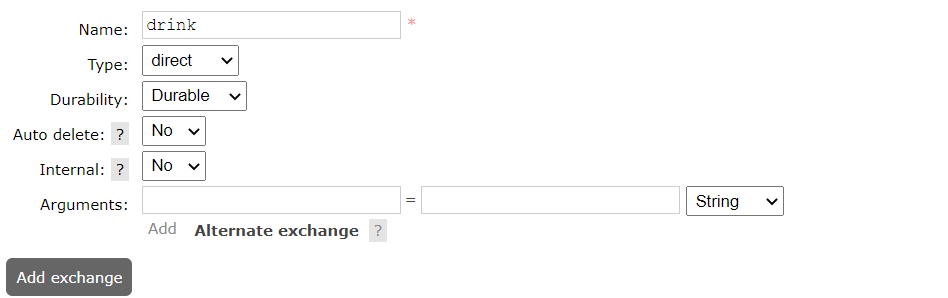 Name: drink *
Type: direct
Durability: Durable
Auto delete: ? No
Internal: ? No
Arguments: = String
Add Alternate exchange ?
Add exchange